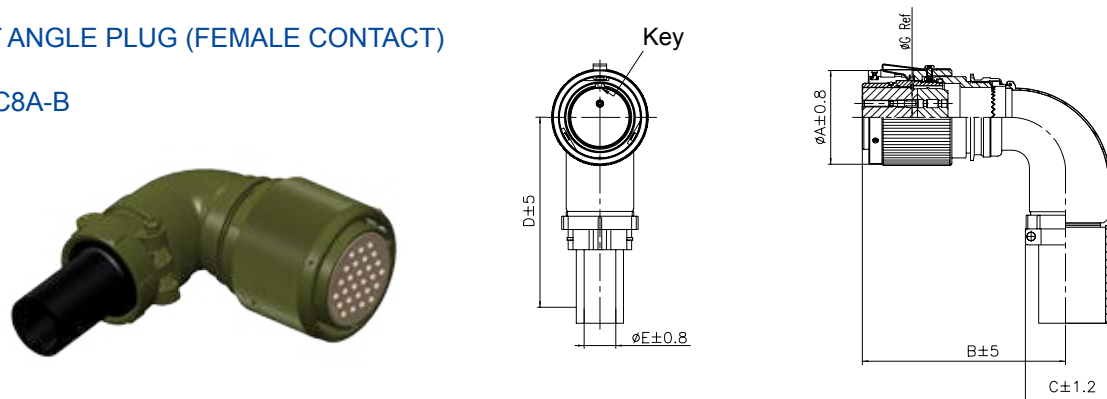 ANGLE PLUG (FEMALE CONTACT)
C8A-B
Key
øG Ref
øA±0.8
D±5
øE±0.8
B±5
C±1.2